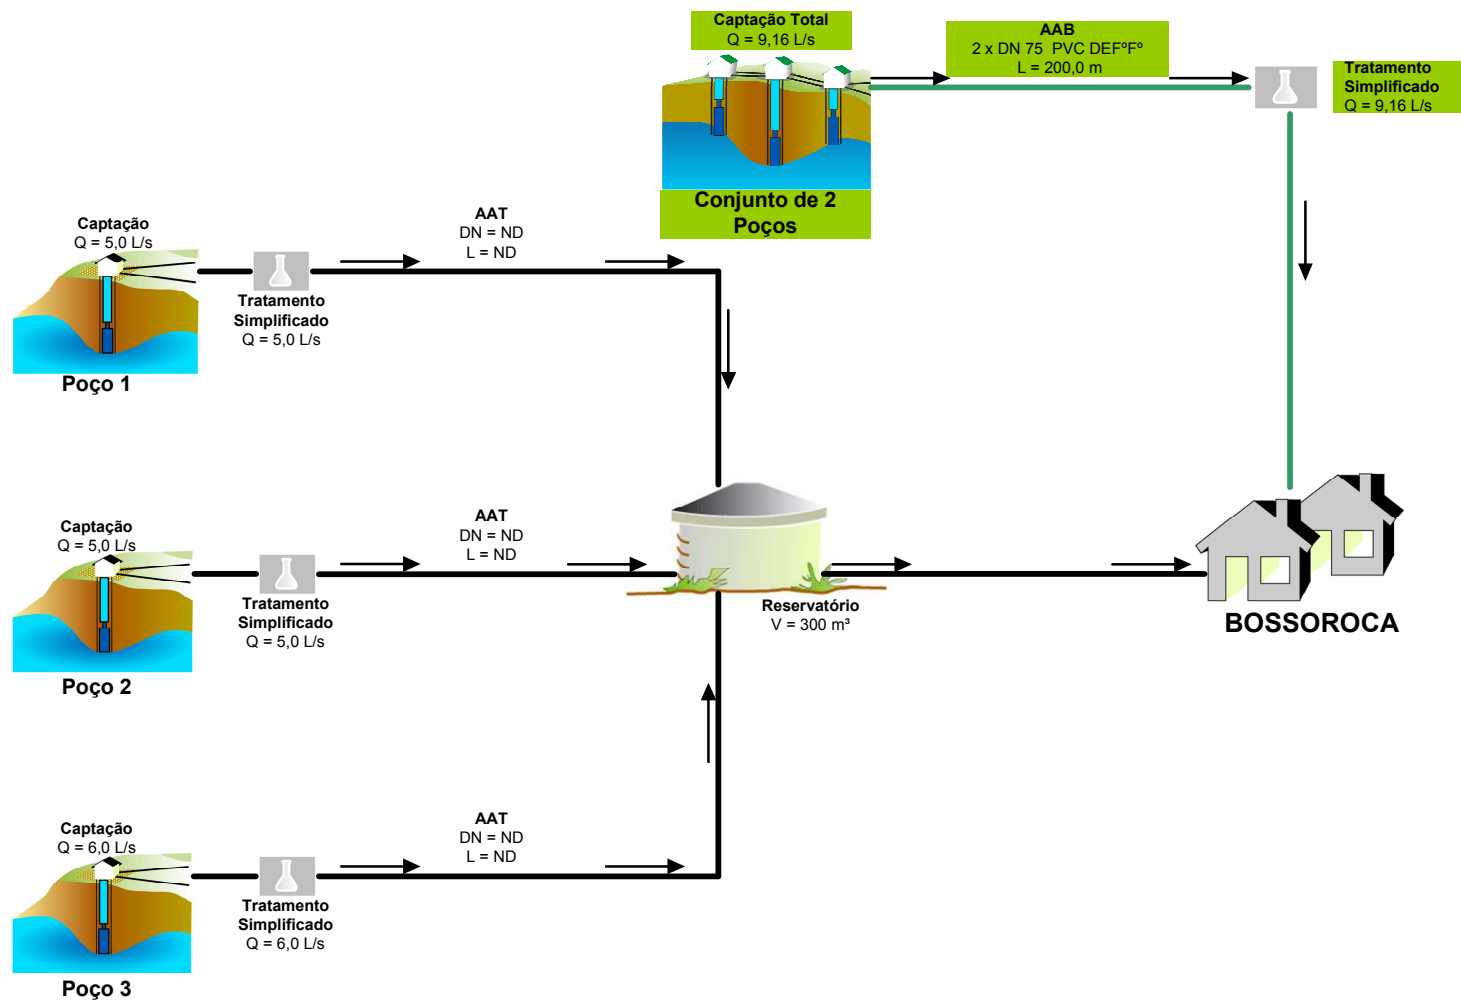 Captação Total
Q = 9,16 L/s
AAB
2 x DN 75  PVC DEFºFº
L = 200,0 m
Tratamento
Simplificado
Q = 9,16 L/s
Conjunto de 2
Poços
Captação
Q = 5,0 L/s
AAT
DN = ND
L = ND
Tratamento
Simplificado
Q = 5,0 L/s
Poço 1
Captação
Q = 5,0 L/s
AAT
DN = ND
L = ND
Tratamento
Simplificado
Q = 5,0 L/s
Poço 2
Reservatório
V = 300 m³
BOSSOROCA
Captação
Q = 6,0 L/s
AAT
DN = ND
L = ND
Tratamento
Simplificado
Q = 6,0 L/s
Poço 3